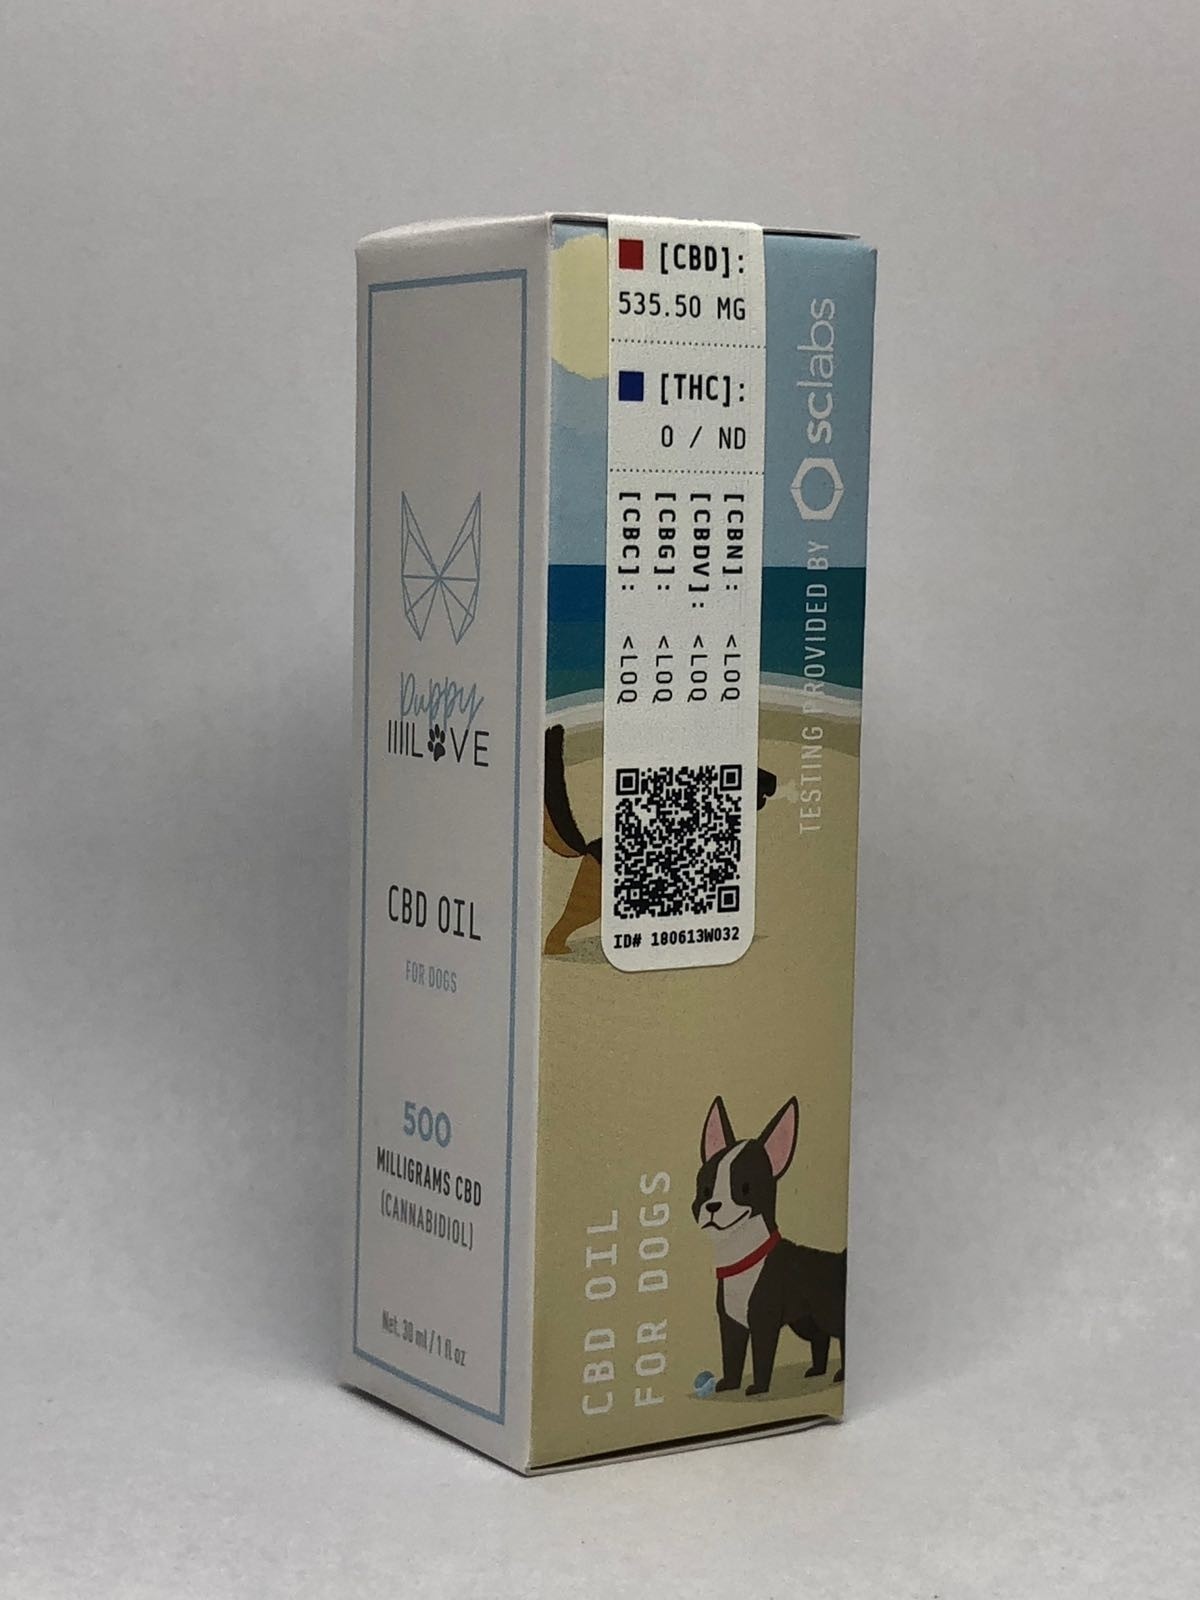 Puppy
LOVE
CBD OIL
FOR DOGS
500
MILLIGRAMS CBD
(CANNABIDIOL)
Net. 30 ml / 1 fl oz
[CBD]:
535.50 MG
[THC]:
0 / ND
[CBN]: <LOQ
[CBDV]: <LOQ
[CBG]: <LOQ
[CBC]: <LOQ
ID# 180613W032
TESTING PROVIDED BY sclabs
CBD OIL
FOR DOGS